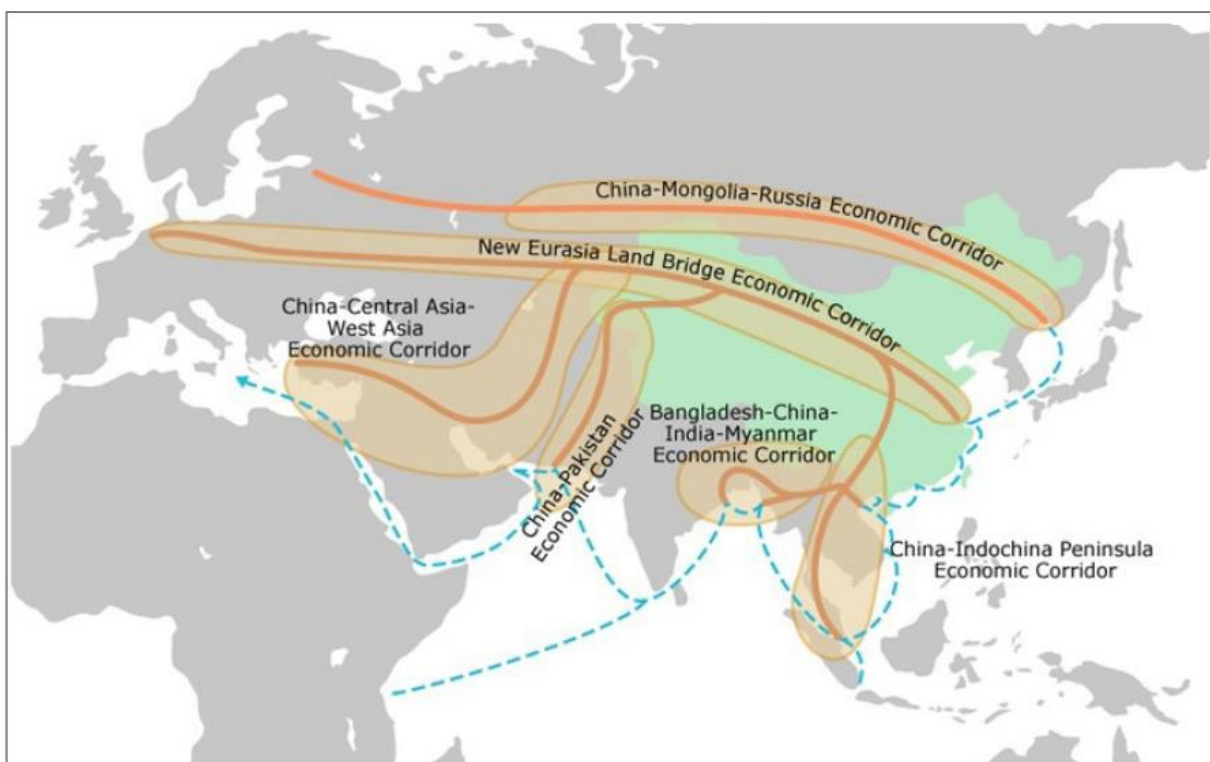 China-Mongolia-Russia Economic Corridor
New Eurasia Land Bridge Economic Corridor
China-Central Asia-
West Asia
Economic Corridor
China-Pakistan
Economic Corridor
Bangladesh-China-
India-Myanmar
Economic Corridor
China-Indochina Peninsula
Economic Corridor